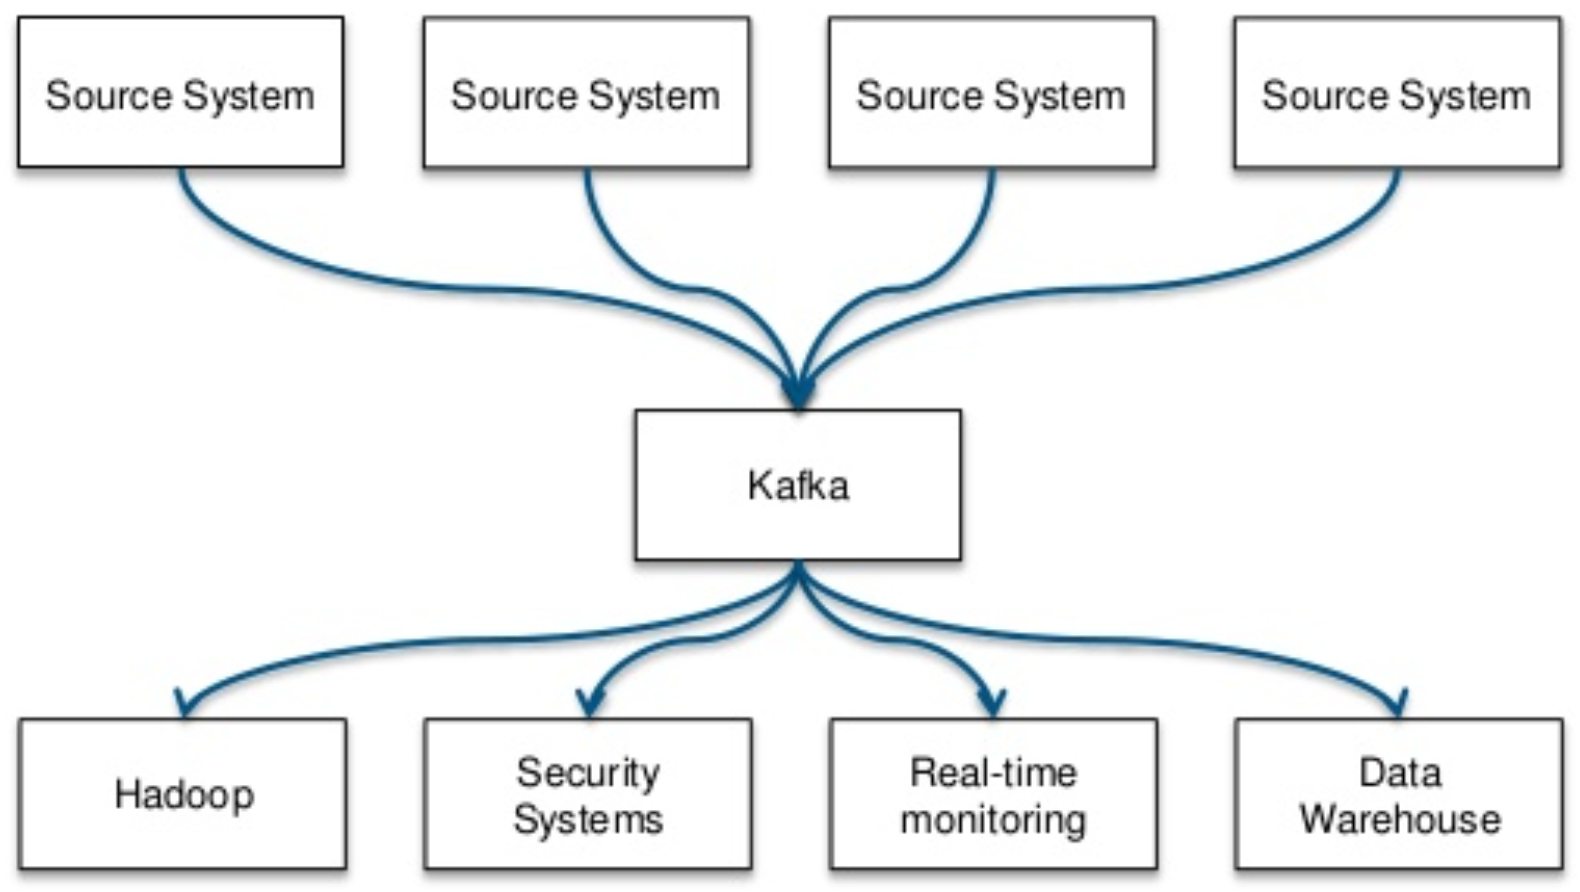 Source System
Source System
Source System
Source System
Kafka
Hadoop
Security
Systems
Real-time
monitoring
Data
Warehouse